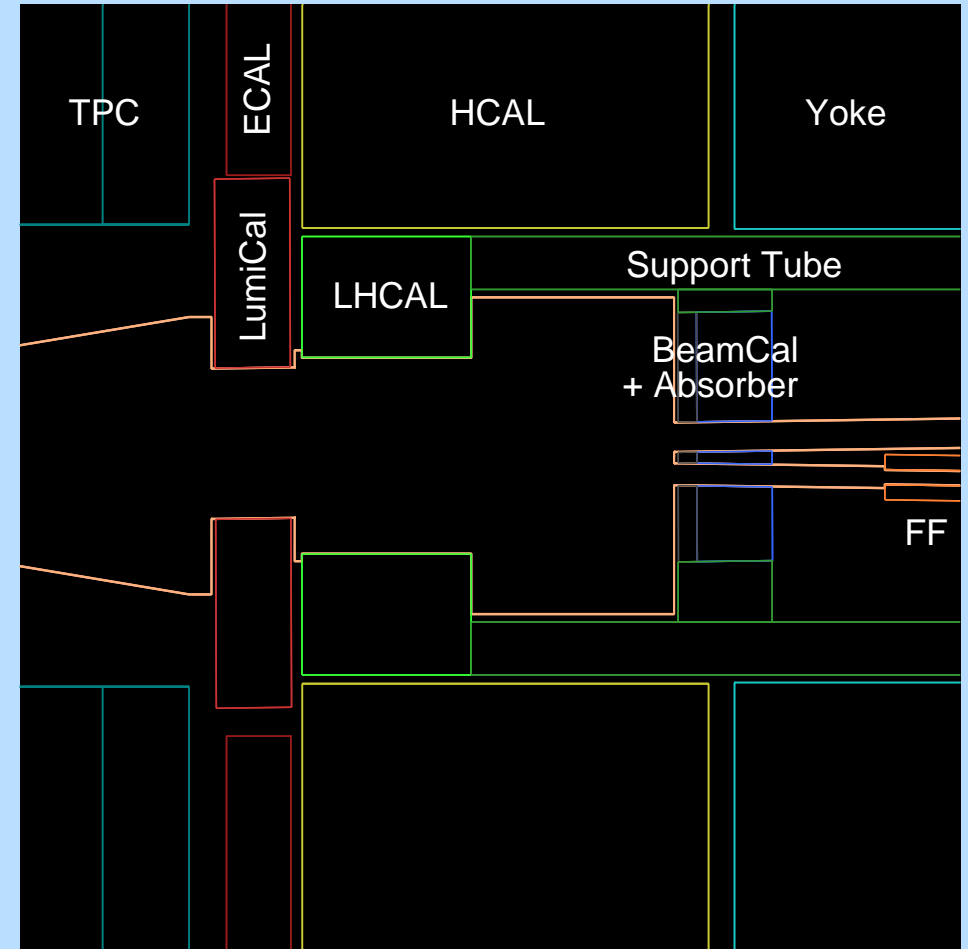 TPC
ECAL
HCAL
Yoke
LumiCal
LHCAL
Support Tube
BeamCal
+ Absorber
FF